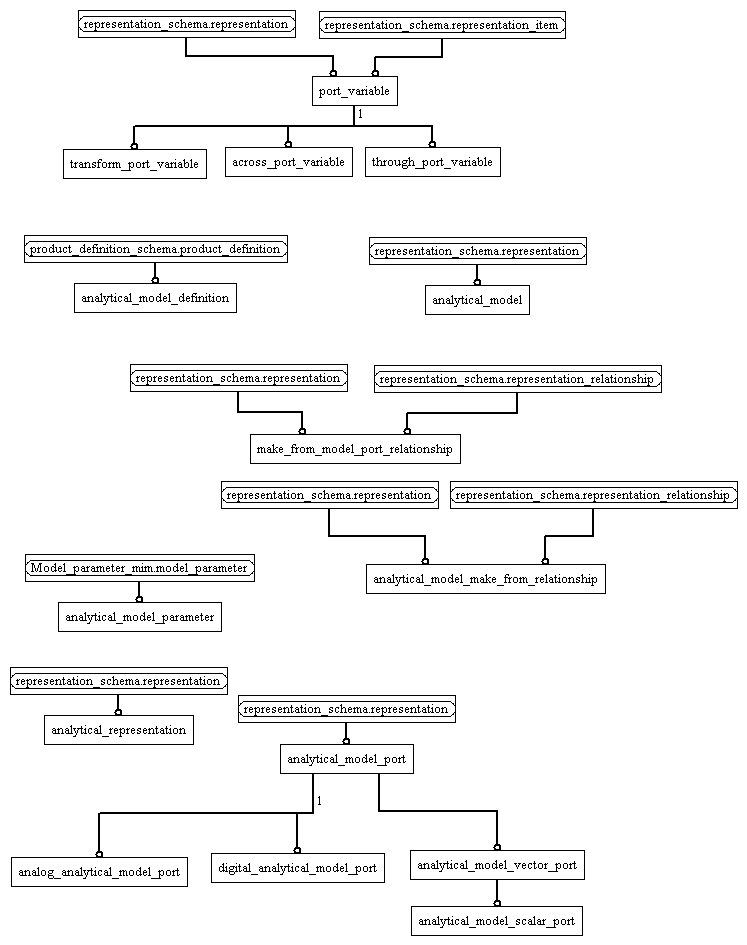 representation_schema.representation
representation_schema.representation_item
port_variable
1
transform_port_variable
across_port_variable
through_port_variable
product_definition_schema.product_definition
representation_schema.representation
analytical_model_definition
analytical_model
representation_schema.representation
representation_schema.representation_relationship
make_from_model_port_relationship
representation_schema.representation
representation_schema.representation_relationship
Model_parameter_mim.model_parameter
analytical_model_make_from_relationship
analytical_model_parameter
representation_schema.representation
representation_schema.representation
analytical_representation
analytical_model_port
1
analog_analytical_model_port
digital_analytical_model_port
analytical_model_vector_port
analytical_model_scalar_port